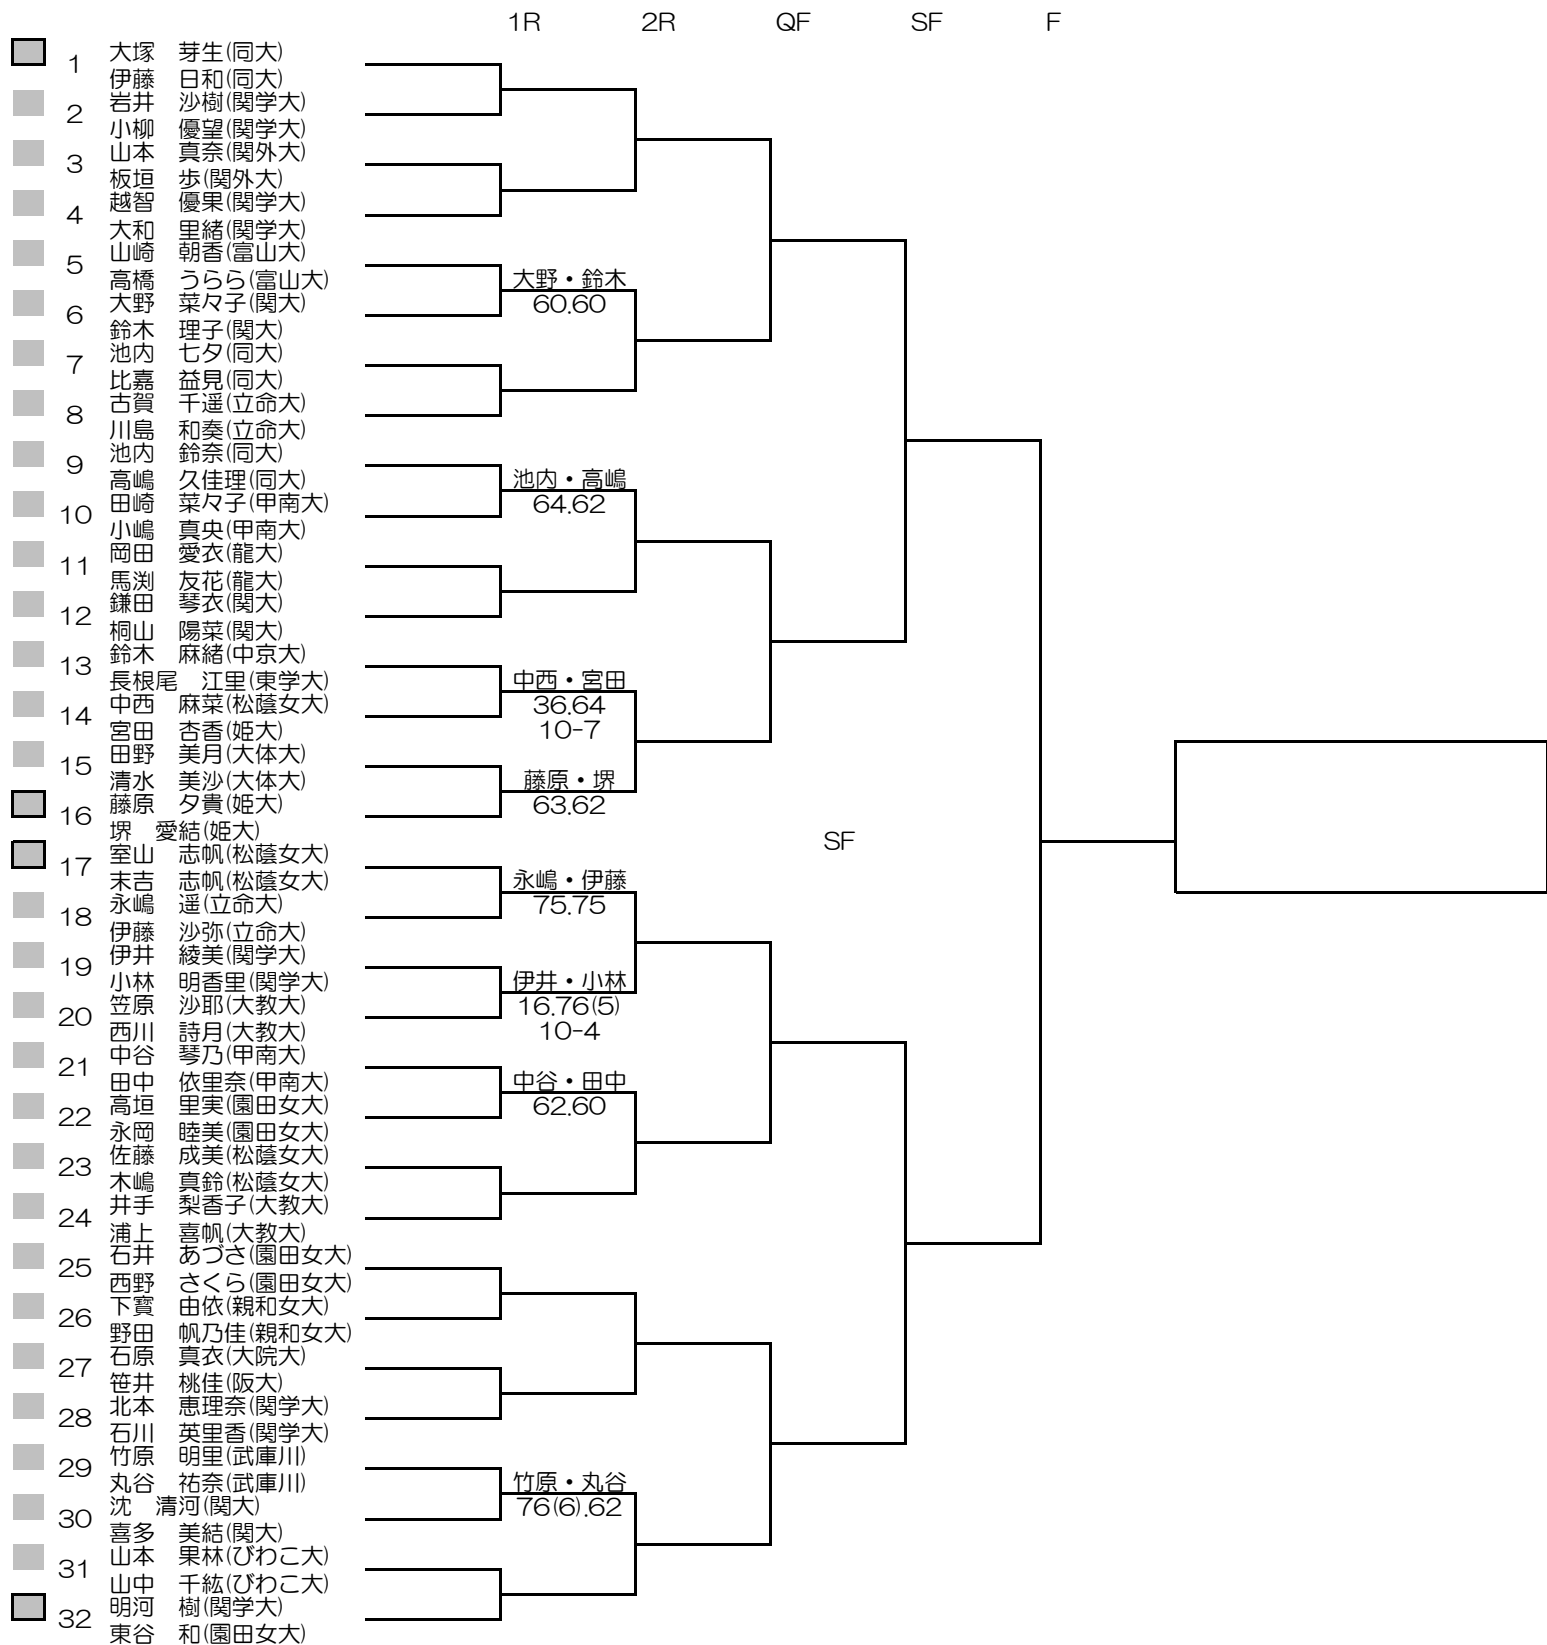 1R 2R QF SF F
大塚 芽生(同大)
1
伊藤 日和(同大)
岩井 沙樹(関学大)
2
小柳 優望(関学大)
山本 真奈(関外大)
3
板垣 歩(関外大)
越智 優果(関学大)
4
大和 里緒(関学大)
山崎 朝香(富山大)
5
高橋 うらら(富山大)
大野・鈴木
60.60
大野 菜々子(関大)
6
鈴木 理子(関大)
池内 七夕(同大)
7
比嘉 益見(同大)
古賀 千遥(立命大)
8
川島 和奏(立命大)
池内 鈴奈(同大)
9
高嶋 久佳理(同大)
池内・高嶋
64.62
田崎 菜々子(甲南大)
10
小嶋 真央(甲南大)
岡田 愛衣(龍大)
11
馬渕 友花(龍大)
鎌田 琴衣(関大)
12
桐山 陽菜(関大)
鈴木 麻緒(中京大)
13
長根尾 江里(東学大)
中西・宮田
36.64
10-7
中西 麻菜(松蔭女大)
14
宮田 杏香(姫大)
田野 美月(大体大)
15
清水 美沙(大体大)
藤原・堺
63.62
藤原 夕貴(姫大)
16
堺 愛結(姫大)
SF
室山 志帆(松蔭女大)
17
末吉 志帆(松蔭女大)
永嶋・伊藤
75.75
永嶋 遥(立命大)
18
伊藤 沙弥(立命大)
伊井 綾美(関学大)
19
小林 明香里(関学大)
伊井・小林
16.76(5)
10-4
笠原 沙耶(大教大)
20
西川 詩月(大教大)
中谷 琴乃(甲南大)
21
田中 依里奈(甲南大)
中谷・田中
62.60
高垣 里実(園田女大)
22
永岡 睦美(園田女大)
佐藤 成美(松蔭女大)
23
木嶋 真鈴(松蔭女大)
井手 梨香子(大教大)
24
浦上 喜帆(大教大)
石井 あづさ(園田女大)
25
西野 さくら(園田女大)
下寳 由依(親和女大)
26
野田 帆乃佳(親和女大)
石原 真衣(大院大)
27
笹井 桃佳(阪大)
北本 恵理奈(関学大)
28
石川 英里香(関学大)
竹原 明里(武庫川)
29
丸谷 祐奈(武庫川)
竹原・丸谷
76(6).62
沈 清河(関大)
30
喜多 美結(関大)
山本 果林(びわこ大)
31
山中 千紘(びわこ大)
明河 樹(関学大)
32
東谷 和(園田女大)